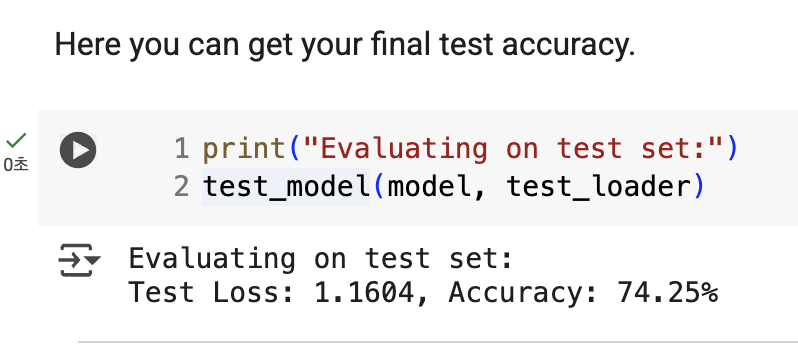 Here you can get your final test accuracy.
0초
1 print("Evaluating on test set:")
2 test_model(model, test_loader)
Evaluating on test set:
Test Loss: 1.1604, Accuracy: 74.25%